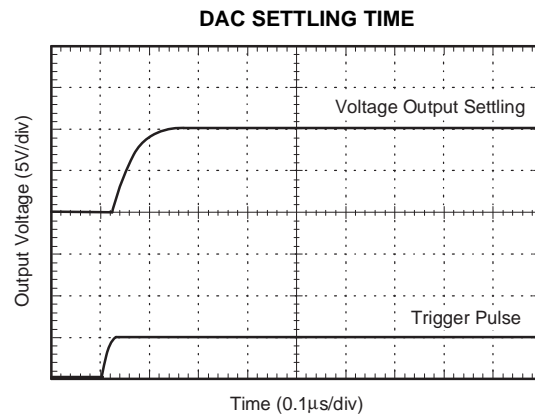 DAC SETTLING TIME
Output Voltage (5V/div)
Voltage Output Settling
Trigger Pulse
Time (0.1µs/div)